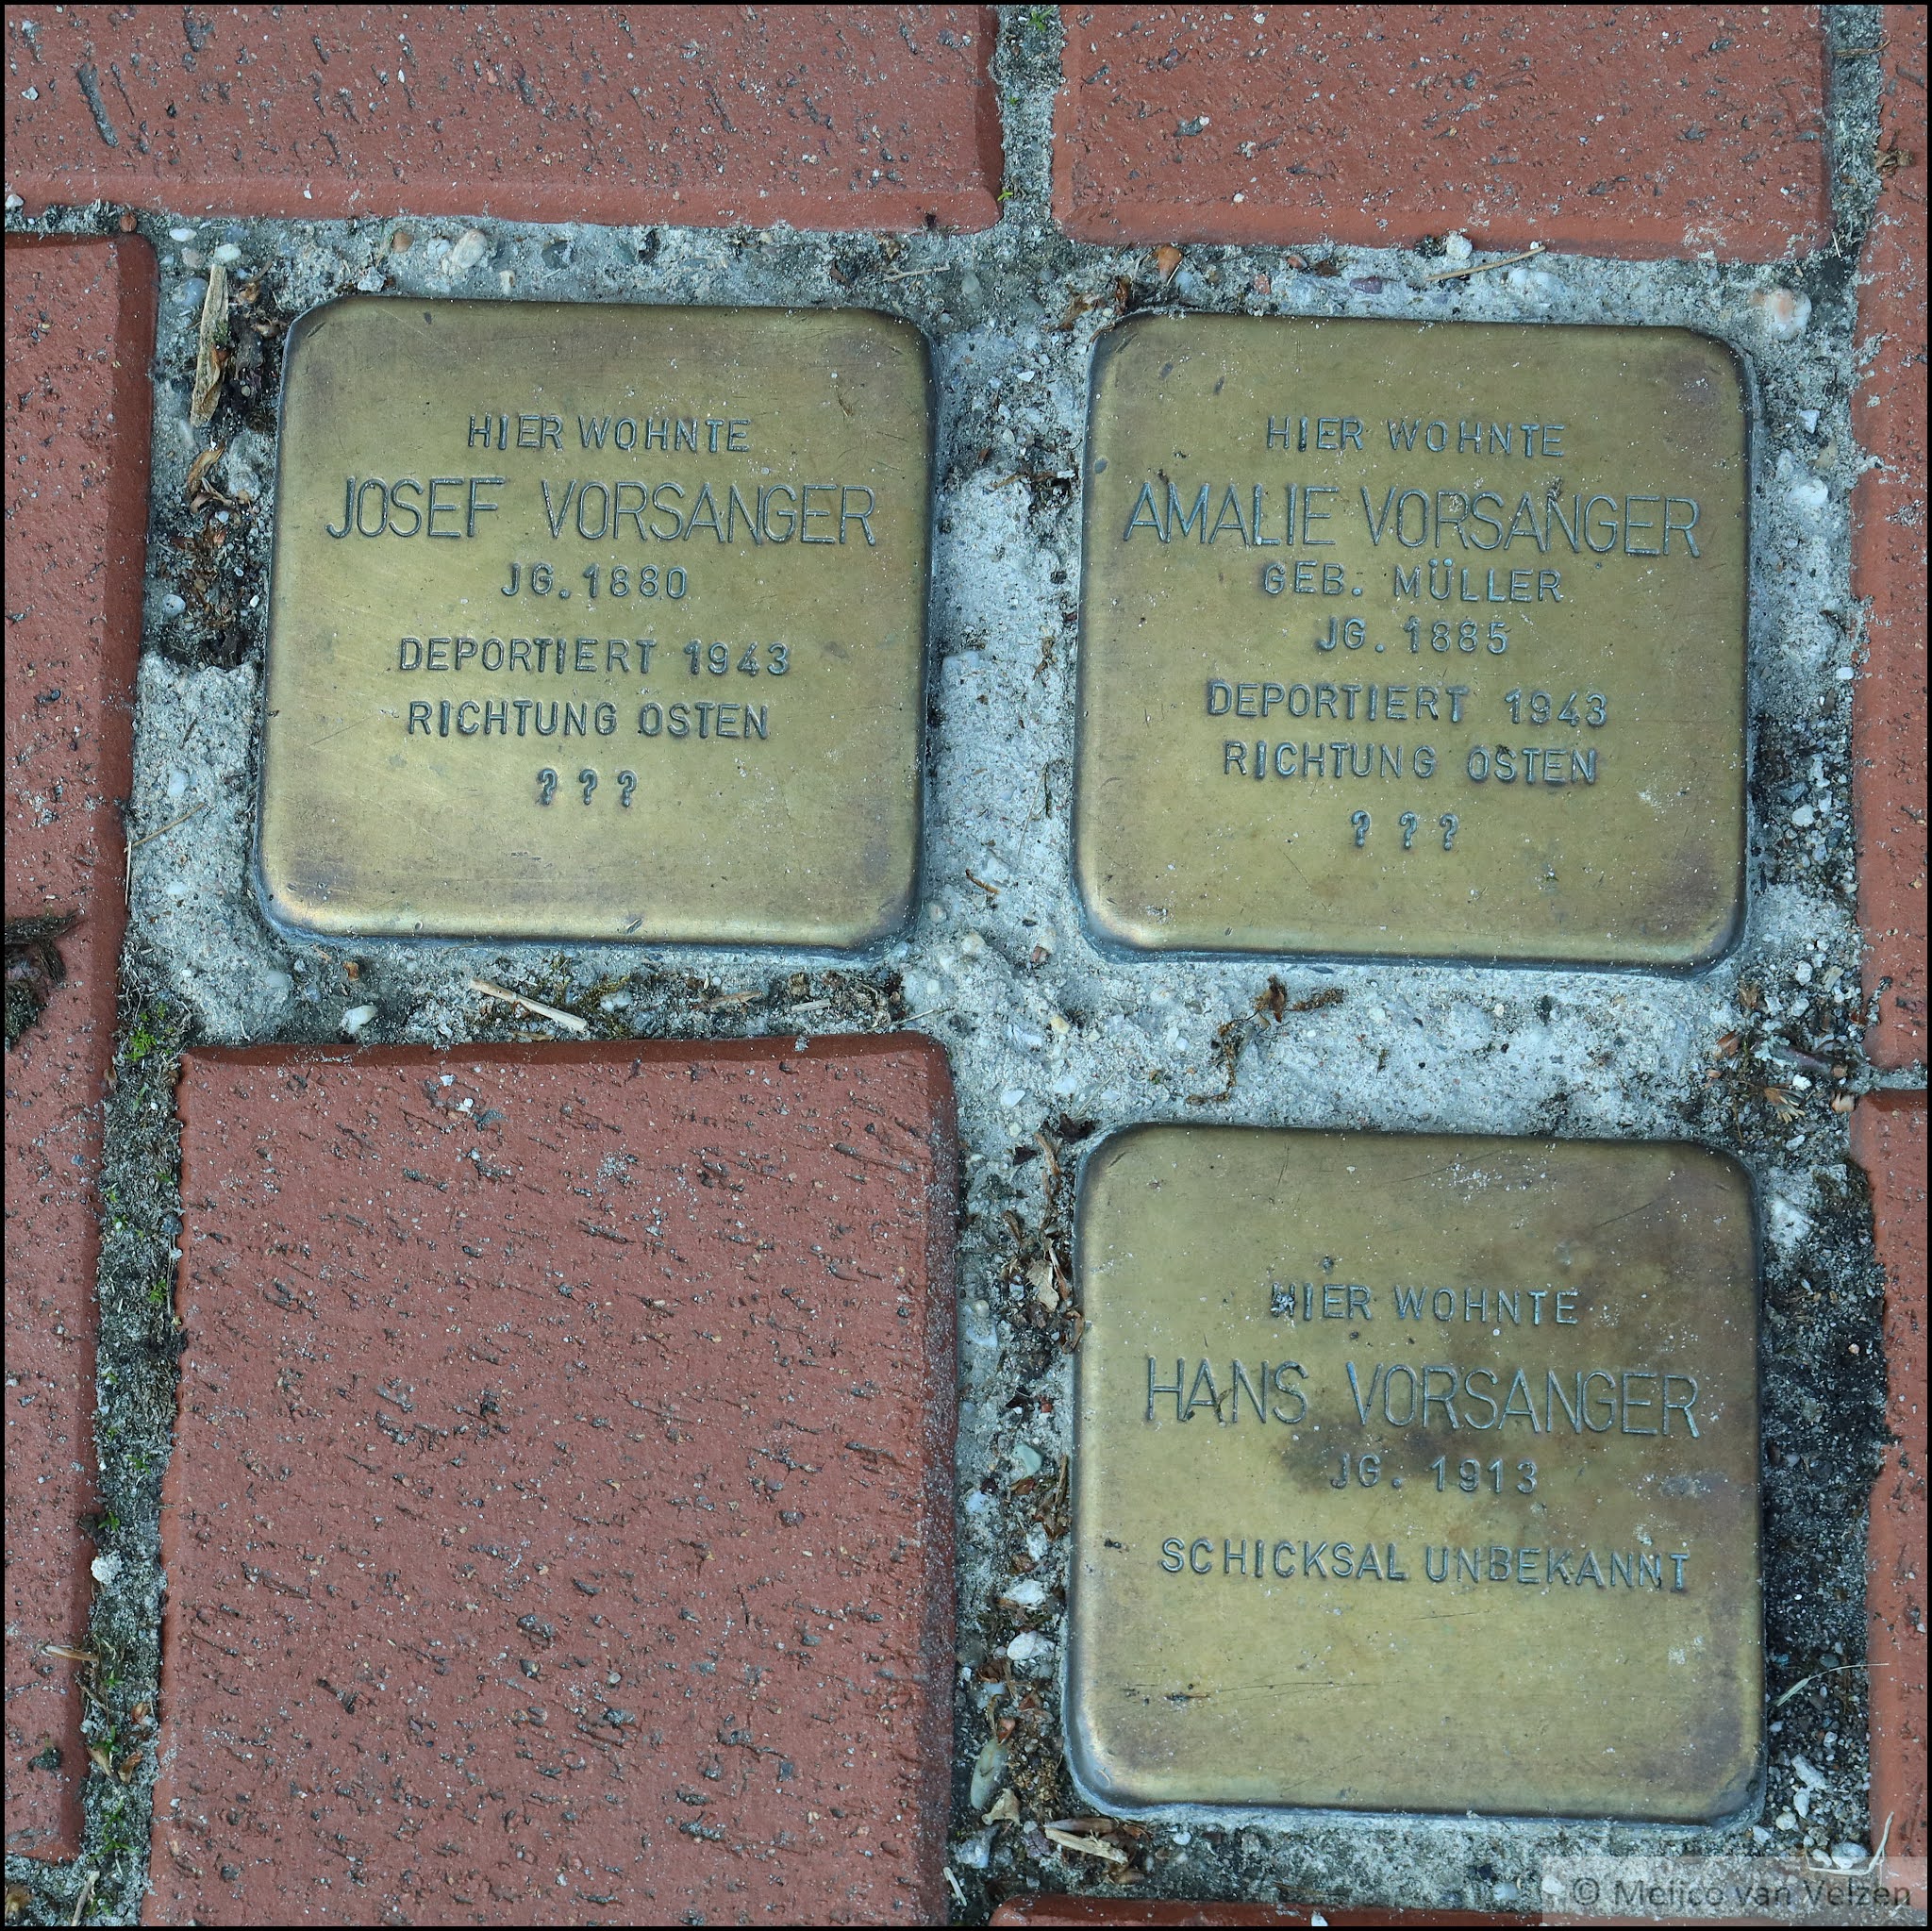 HIER WOHNTE
JOSEF VORSANGER
JG. 1880
DEPORTIERT 1943
RICHTUNG OSTEN
? ? ?
HIER WOHNTE
AMALIE VORSANGER
GEB. MÜLLER
JG. 1885
DEPORTIERT 1943
RICHTUNG OSTEN
? ? ?
HIER WOHNTE
HANS VORSANGER
JG. 1913
SCHICKSAL UNBEKANNT
© Melico van Velzen